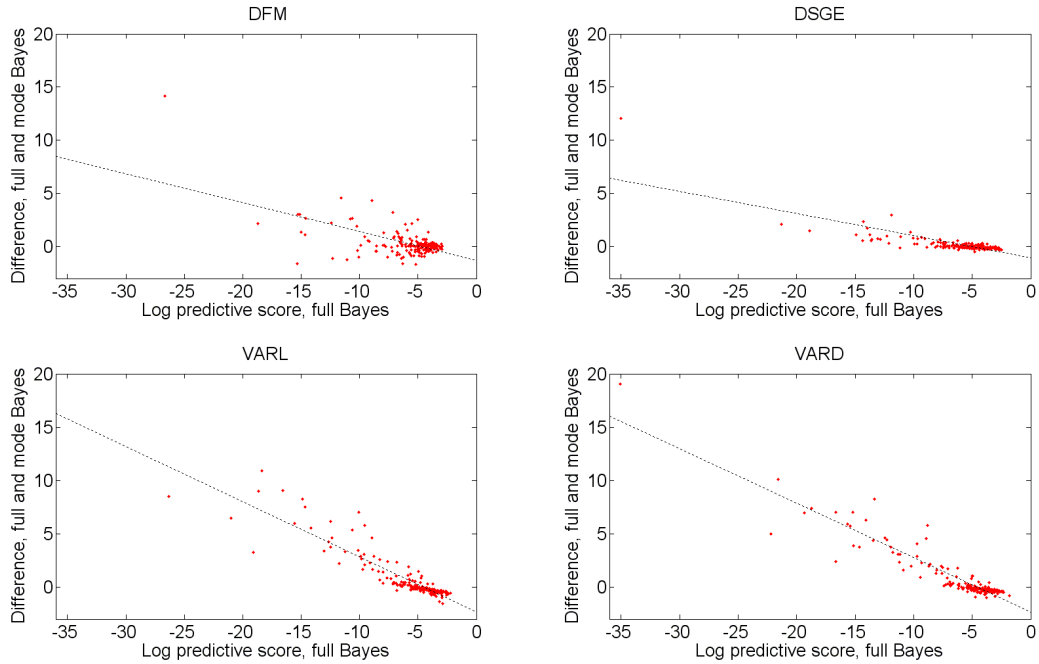 DFM
20
15
10
5
0
-35 -30 -25 -20 -15 -10 -5 0
Log predictive score, full Bayes
Difference, full and mode Bayes
DSGE
20
15
10
5
0
-35 -30 -25 -20 -15 -10 -5 0
Log predictive score, full Bayes
Difference, full and mode Bayes
VARL
20
15
10
5
0
-35 -30 -25 -20 -15 -10 -5 0
Log predictive score, full Bayes
Difference, full and mode Bayes
VARD
20
15
10
5
0
-35 -30 -25 -20 -15 -10 -5 0
Log predictive score, full Bayes
Difference, full and mode Bayes